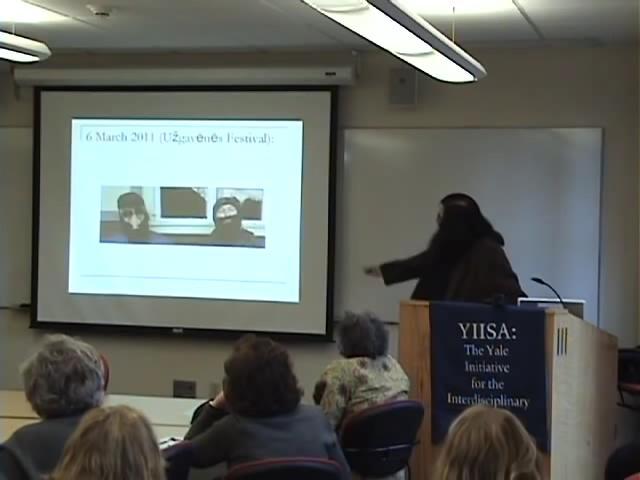 6 March 2011 (Užgavėnės Festival):
YIISA:
The Yale
Initiative
for the
Interdisciplinary